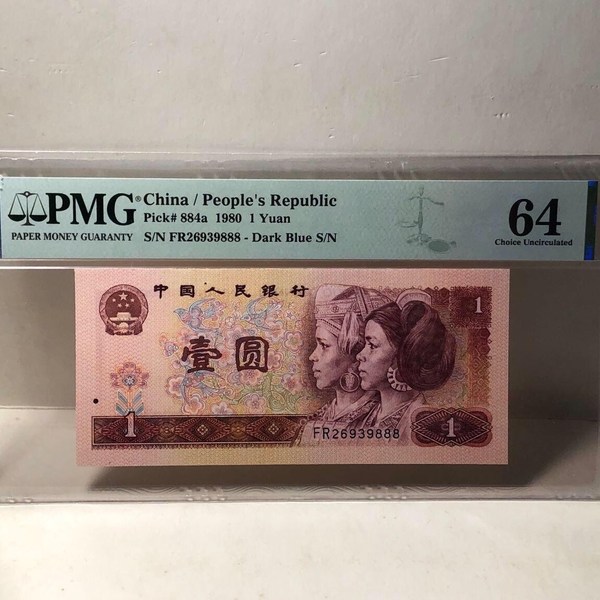 PMG®
PAPER MONEY GUARANTY
China / People's Republic
Pick# 884a 1980 1 Yuan
S/N FR26939888 - Dark Blue S/N
64
Choice Uncirculated
中国人民银行
1
壹圆
1
FR26939888
1